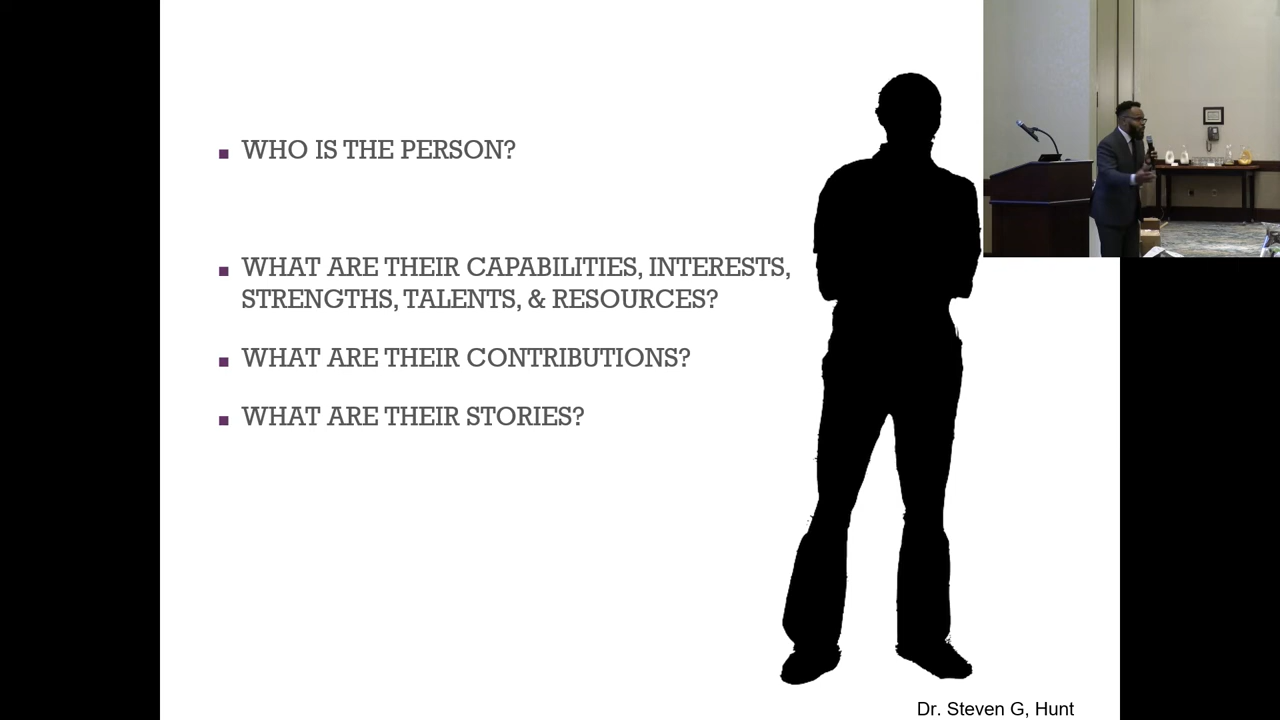 WHO IS THE PERSON?
WHAT ARE THEIR CAPABILITIES, INTERESTS,
STRENGTHS, TALENTS, & RESOURCES?
WHAT ARE THEIR CONTRIBUTIONS?
WHAT ARE THEIR STORIES?
Dr. Steven G, Hunt